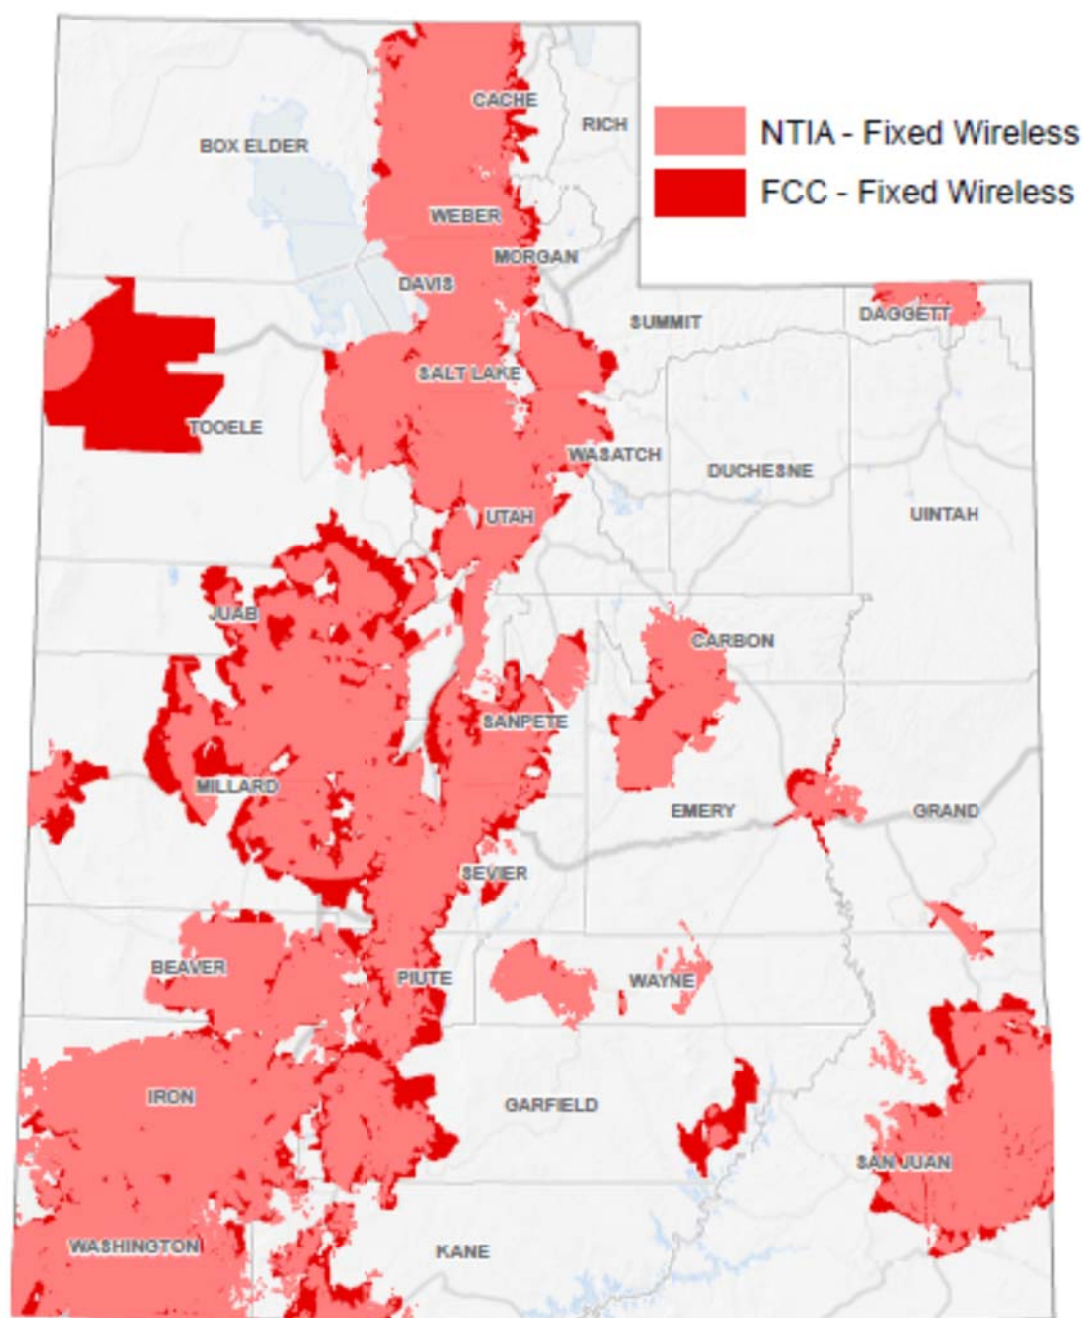 CACHE
RICH
NTIA - Fixed Wireless
BOX ELDER
FCC - Fixed Wireless
WEBER
MORGAN
DAVIS
SUMMIT
DAGGETT
SALT LAKE
TOOELE
WASATCH
DUCHESNE
UTAH
UINTAH
JUAB
CARBON
SANPETE
MILLARD
EMERY
GRAND
SEVIER
BEAVER
PIUTE
WAYNE
IRON
GARFIELD
SAN JUAN
WASHINGTON
KANE